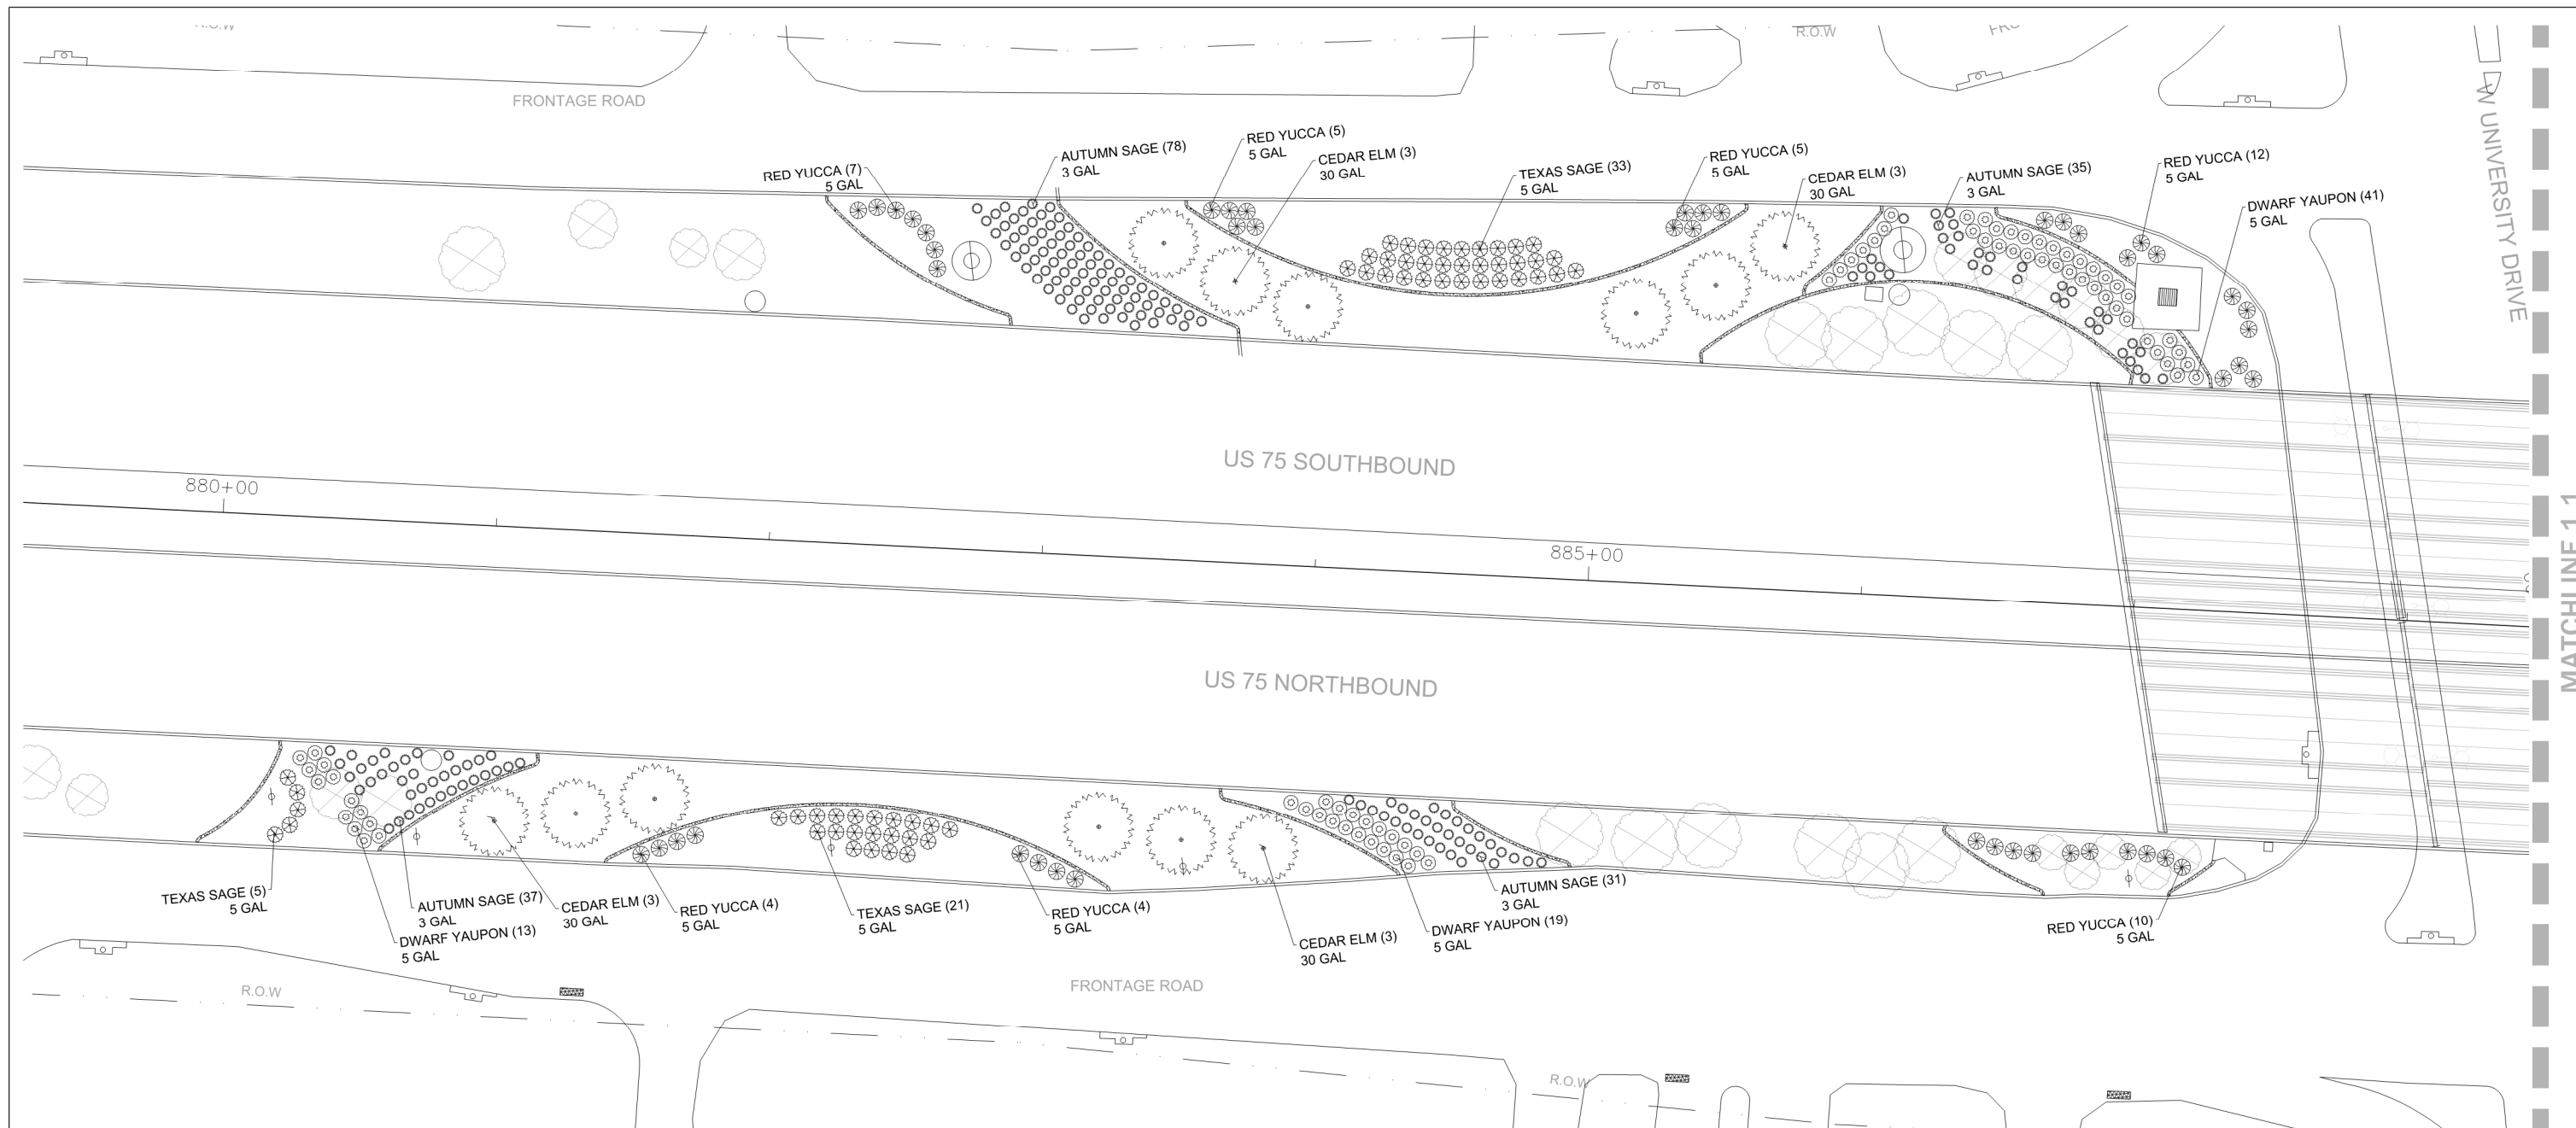 R.O.W
R.O.W
FRONTAGE ROAD
W UNIVERSITY DRIVE
RED YUCCA (7)
5 GAL
AUTUMN SAGE (78)
3 GAL
RED YUCCA (5)
5 GAL
CEDAR ELM (3)
30 GAL
TEXAS SAGE (33)
5 GAL
RED YUCCA (5)
5 GAL
CEDAR ELM (3)
30 GAL
AUTUMN SAGE (35)
3 GAL
RED YUCCA (12)
5 GAL
DWARF YAUPON (41)
5 GAL
US 75 SOUTHBOUND
880+00
885+00
MATCHLINE 1.1
US 75 NORTHBOUND
TEXAS SAGE (5)
5 GAL
AUTUMN SAGE (37)
3 GAL
DWARF YAUPON (13)
5 GAL
CEDAR ELM (3)
30 GAL
RED YUCCA (4)
5 GAL
TEXAS SAGE (21)
5 GAL
RED YUCCA (4)
5 GAL
CEDAR ELM (3)
30 GAL
DWARF YAUPON (19)
5 GAL
AUTUMN SAGE (31)
3 GAL
RED YUCCA (10)
5 GAL
R.O.W
FRONTAGE ROAD
R.O.W